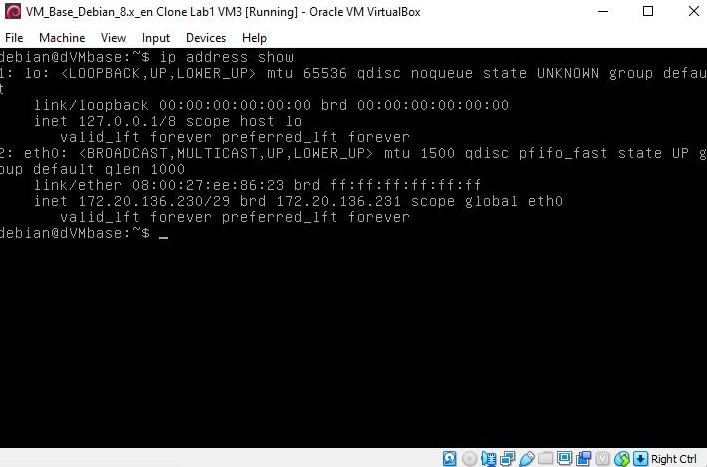 VM_Base_Debian_8.x_en Clone Lab1 VM3 [Running] - Oracle VM VirtualBox
File Machine View Input Devices Help
debian@dVMbase:~$ ip address show
1: lo: <LOOPBACK,UP,LOWER_UP> mtu 65536 qdisc noqueue state UNKNOWN group defaul
t
link/loopback 00:00:00:00:00:00 brd 00:00:00:00:00:00
inet 127.0.0.1/8 scope host lo
valid_lft forever preferred_lft forever
2: eth0: <BROADCAST,MULTICAST,UP,LOWER_UP> mtu 1500 qdisc pfifo_fast state UP gr
oup default qlen 1000
link/ether 08:00:27:ee:86:23 brd ff:ff:ff:ff:ff:ff
inet 172.20.136.230/29 brd 172.20.136.231 scope global eth0
valid_lft forever preferred_lft forever
debian@dVMbase:~$ _
Right Ctrl